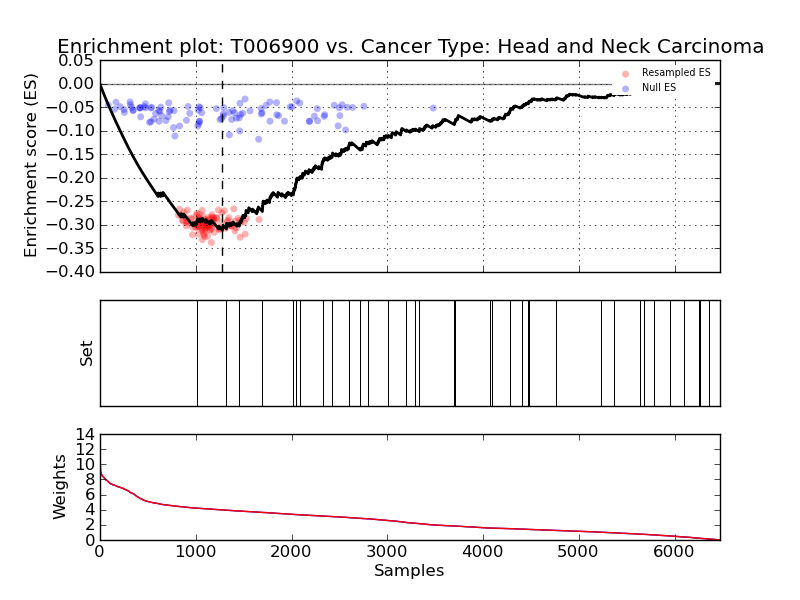 Enrichment plot: T006900 vs. Cancer Type: Head and Neck Carcinoma
Enrichment score (ES)
0.05
0.00
−0.05
−0.10
−0.15
−0.20
−0.25
−0.30
−0.35
−0.40
Resampled ES
Null ES
Set
Weights
14
12
10
8
6
4
2
0
0 1000 2000 3000 4000 5000 6000
Samples